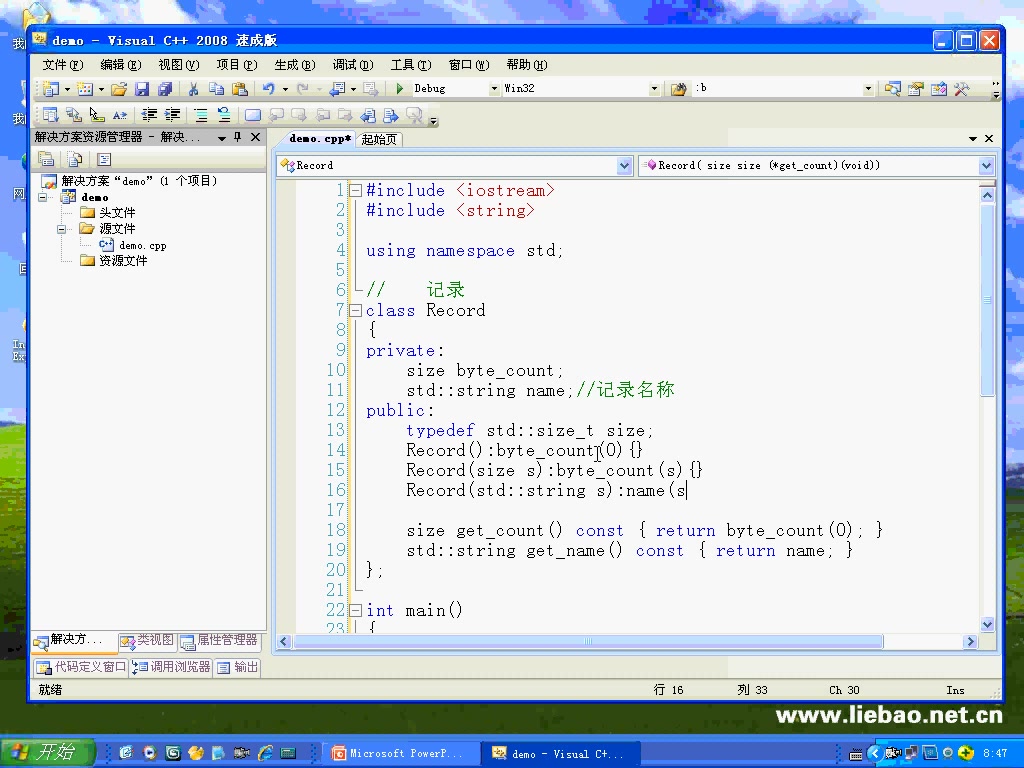 demo - Visual C++ 2008 速成版
文件(F) 编辑(E) 视图(V) 项目(P) 生成(B) 调试(D) 工具(T) 窗口(W) 帮助(H)
Debug Win32 :b
解决方案资源管理器 - 解决...
demo.cpp* 起始页
Record
Record( size size (*get_count)(void))
解决方案“demo”(1 个项目)
demo
头文件
源文件
demo.cpp
资源文件
1 #include <iostream>
2 #include <string>
3
4 using namespace std;
5
6 // 记录
7 class Record
8 {
9 private:
10 size byte_count;
11 std::string name;//记录名称
12 public:
13 typedef std::size_t size;
14 Record():byte_count(0){}
15 Record(size s):byte_count(s){}
16 Record(std::string s):name(s
17
18 size get_count() const { return byte_count(0); }
19 std::string get_name() const { return name; }
20 };
21
22 int main()
23 {
解决方... 类视图 属性管理器
代码定义窗口 调用浏览器 输出
就绪 行 16 列 33 Ch 30 Ins
www.liebao.net.cn
开始 Microsoft PowerP... demo - Visual C+... 8:47